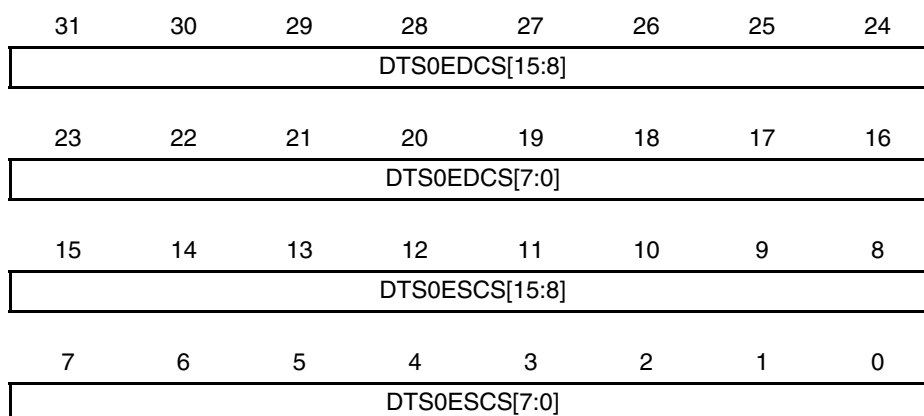 31 30 29 28 27 26 25 24
DTS0EDCS[15:8]
23 22 21 20 19 18 17 16
DTS0EDCS[7:0]
15 14 13 12 11 10 9 8
DTS0ESCS[15:8]
7 6 5 4 3 2 1 0
DTS0ESCS[7:0]